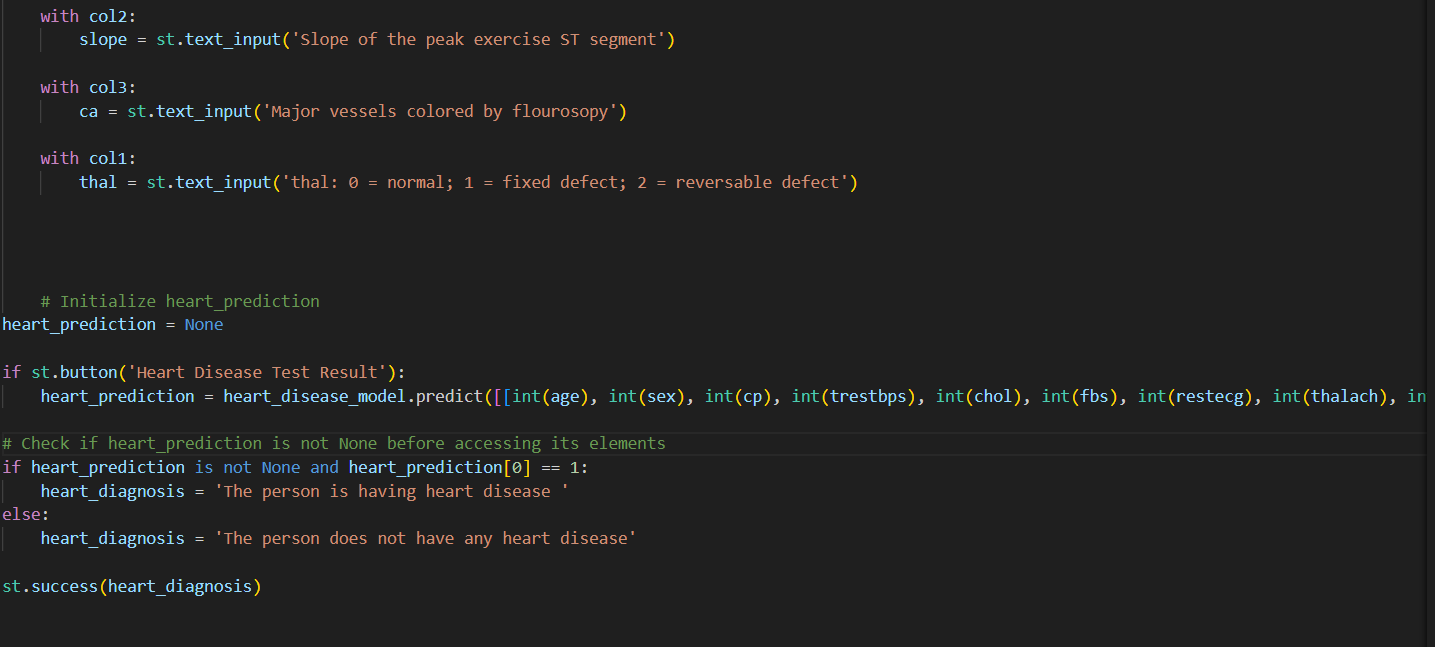 with col2:
slope = st.text_input('Slope of the peak exercise ST segment')
with col3:
ca = st.text_input('Major vessels colored by flourosopy')
with col1:
thal = st.text_input('thal: 0 = normal; 1 = fixed defect; 2 = reversable defect')
# Initialize heart_prediction
heart_prediction = None
if st.button('Heart Disease Test Result'):
heart_prediction = heart_disease_model.predict([[int(age), int(sex), int(cp), int(trestbps), int(chol), int(fbs), int(restecg), int(thalach), in
# Check if heart_prediction is not None before accessing its elements
if heart_prediction is not None and heart_prediction[0] == 1:
heart_diagnosis = 'The person is having heart disease '
else:
heart_diagnosis = 'The person does not have any heart disease'
st.success(heart_diagnosis)